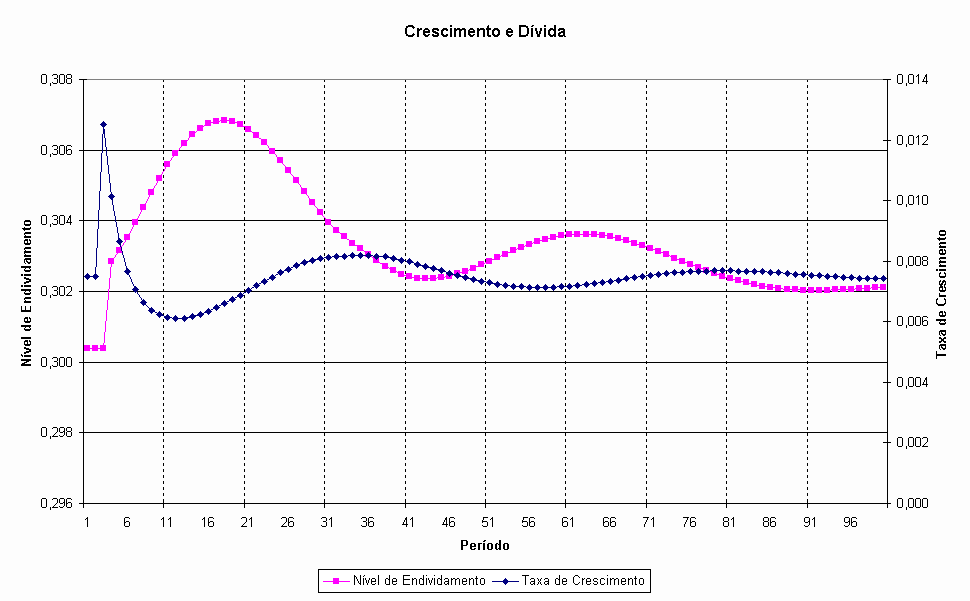 Crescimento e Dívida
Nível de Endividamento
0,308
0,306
0,304
0,302
0,300
0,298
0,296
0,014
0,012
0,010
0,008
0,006
0,004
0,002
0,000
Taxa de Crescimento
1 6 11 16 21 26 31 36 41 46 51 56 61 66 71 76 81 86 91 96
Período
Nível de Endividamento Taxa de Crescimento